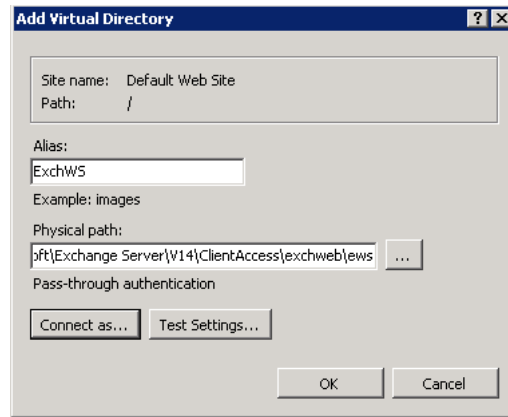 Add Virtual Directory
Site name: Default Web Site
Path: /
Alias:
ExchWS
Example: images
Physical path:
oft\Exchange Server\V14\ClientAccess\exchweb\ews ...
Pass-through authentication
Connect as... Test Settings...
OK Cancel